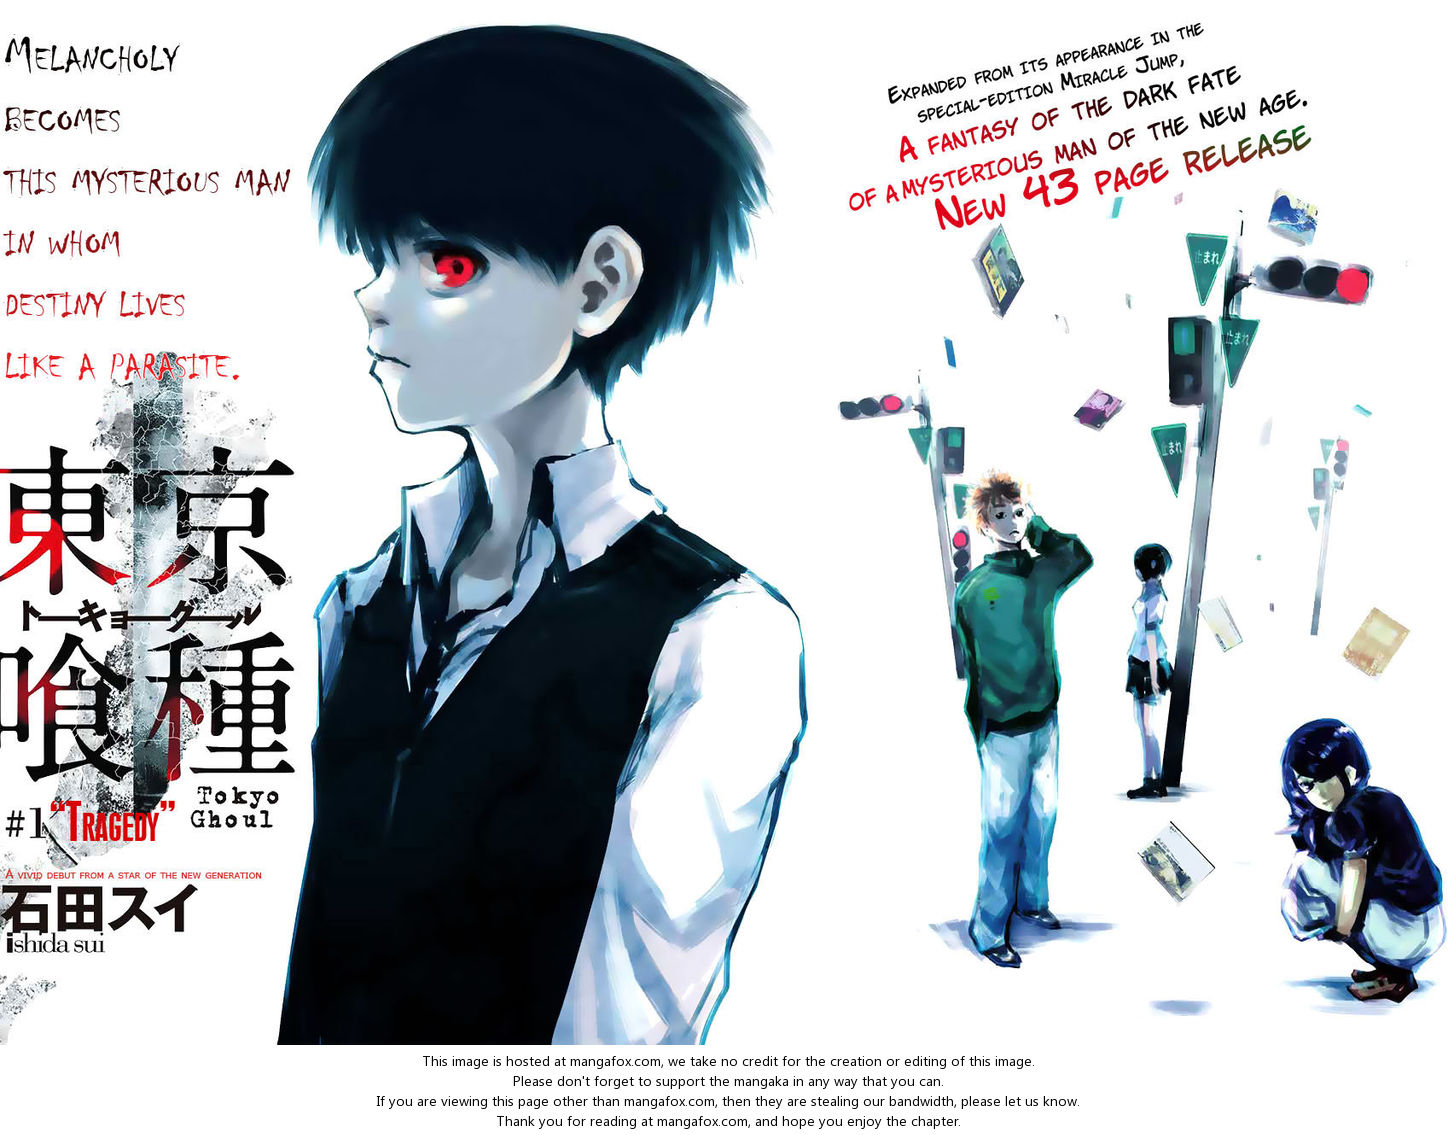 Melancholy
becomes
this mysterious man
in whom
destiny lives
like a parasite.
東京
トーキョーグール
喰種
Tokyo
Ghoul
#1 "Tragedy"
A vivid debut from a star of the new generation
石田スイ
ishida sui
Expanded from its appearance in the
special-edition Miracle Jump,
A fantasy of the dark fate
of a mysterious man of the new age.
New 43 page release
止まれ
止まれ
止まれ
This image is hosted at mangafox.com, we take no credit for the creation or editing of this image.
Please don't forget to support the mangaka in any way that you can.
If you are viewing this page other than mangafox.com, then they are stealing our bandwidth, please let us know.
Thank you for reading at mangafox.com, and hope you enjoy the chapter.